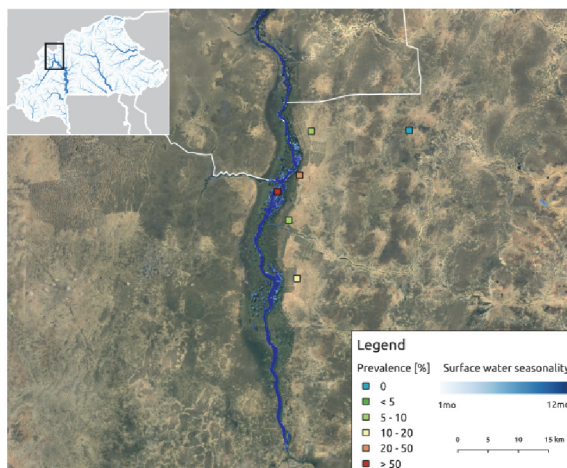 Legend
Prevalence [%]
0
< 5
5 - 10
10 - 20
20 - 50
> 50
Surface water seasonality
1mo 12mo
0 5 10 15 km